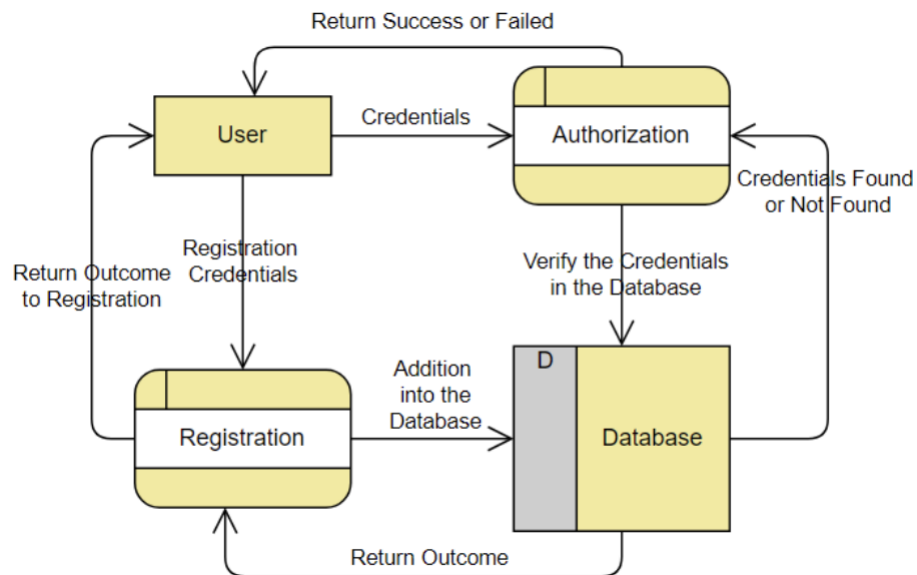 Return Success or Failed
User
Credentials
Authorization
Credentials Found
or Not Found
Registration
Credentials
Return Outcome
to Registration
Verify the Credentials
in the Database
D
Addition
into the
Database
Registration
Database
Return Outcome